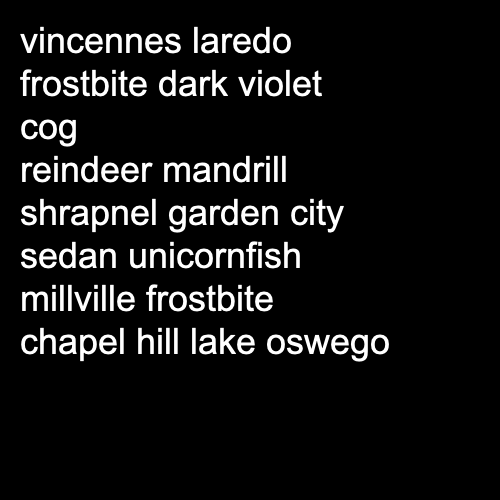 vincennes laredo
frostbite dark violet
cog
reindeer mandrill
shrapnel garden city
sedan unicornfish
millville frostbite
chapel hill lake oswego